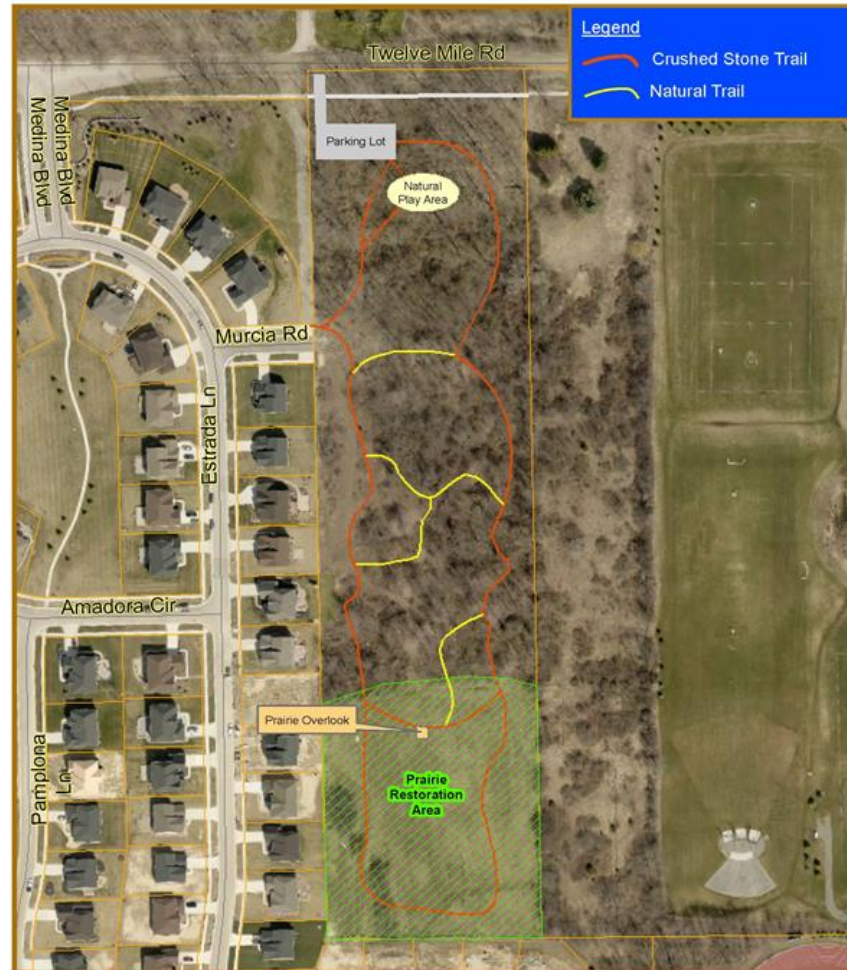 Legend
Crushed Stone Trail
Natural Trail
Twelve Mile Rd
Medina Blvd
Medina Blvd
Parking Lot
Natural
Play Area
Murcia Rd
Estrada Ln
Amadora Cir
Pamplona
Ln
Prairie Overlook
Prairie
Restoration
Area